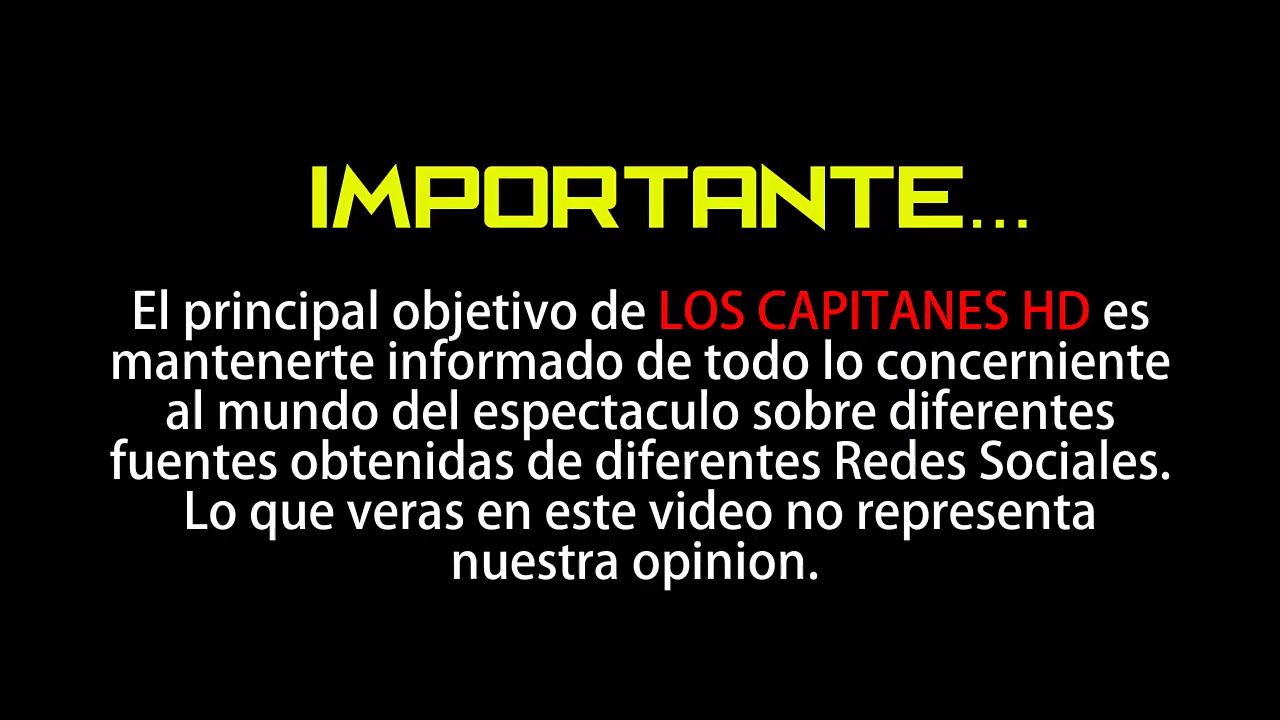 IMPORTANTE...
El principal objetivo de LOS CAPITANES HD es
mantenerte informado de todo lo concerniente
al mundo del espectaculo sobre diferentes
fuentes obtenidas de diferentes Redes Sociales.
Lo que veras en este video no representa
nuestra opinion.